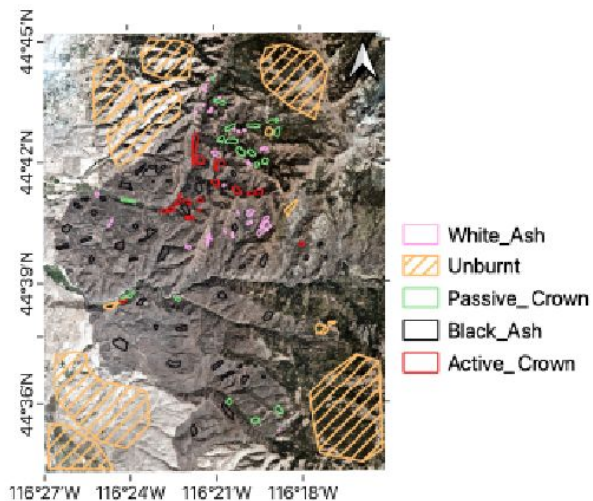 44°45'N
44°42'N
44°39'N
44°36'N
116°27'W 116°24'W 116°21'W 116°18'W
White_Ash
Unburnt
Passive_Crown
Black_Ash
Active_Crown